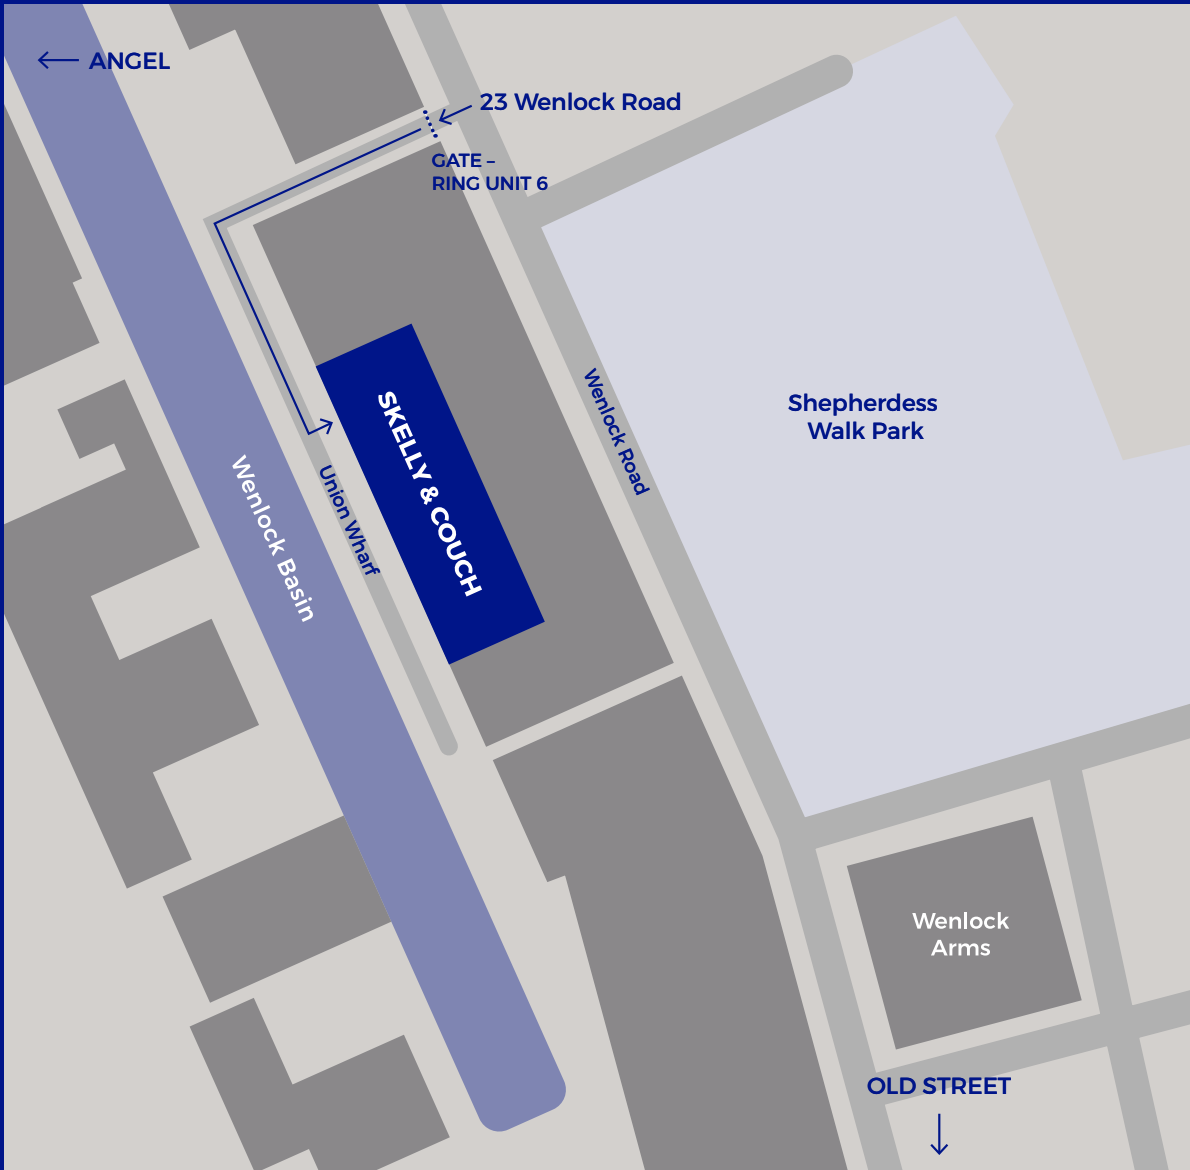 ANGEL
23 Wenlock Road
GATE –
RING UNIT 6
Wenlock Road
Shepherdess
Walk Park
SKELLY & COUCH
Union Wharf
Wenlock Basin
Wenlock
Arms
OLD STREET